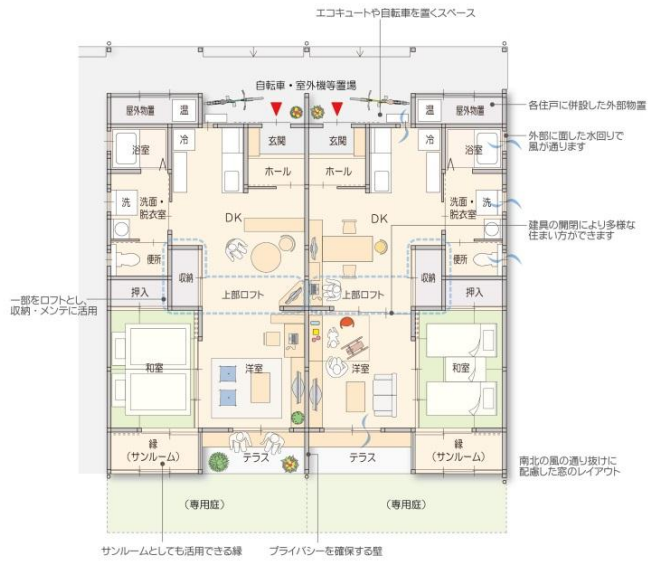 エコキュートや自転車を置くスペース
自転車・室外機等置場
屋外物置
温
温
屋外物置
各住戸に併設した外部物置
浴室
冷
玄関
玄関
冷
浴室
外部に面した水回りで
風が通ります
ホール
ホール
洗
洗面・
脱衣室
DK
DK
洗面・
脱衣室
洗
建具の開閉により多様な
住まい方ができます
便所
便所
収納
収納
押入
上部ロフト
上部ロフト
押入
一部をロフトとし、
収納・メンテに活用
和室
洋室
洋室
和室
縁
(サンルーム)
テラス
テラス
縁
(サンルーム)
南北の風の通り抜けに
配慮した窓のレイアウト
(専用庭)
(専用庭)
サンルームとしても活用できる縁
プライバシーを確保する壁